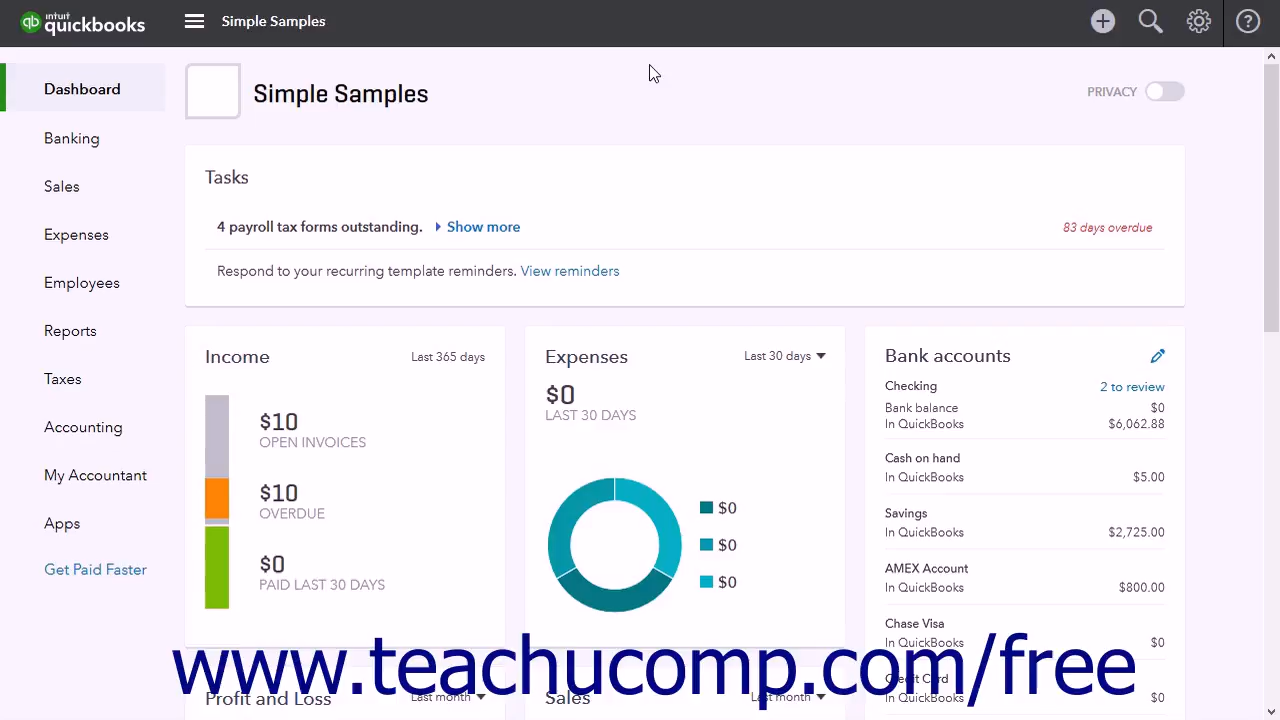 intuit
quickbooks
Simple Samples
Dashboard
Banking
Sales
Expenses
Employees
Reports
Taxes
Accounting
My Accountant
Apps
Get Paid Faster
Simple Samples
PRIVACY
Tasks
4 payroll tax forms outstanding. Show more
83 days overdue
Respond to your recurring template reminders. View reminders
Income
Last 365 days
$10
OPEN INVOICES
$10
OVERDUE
$0
PAID LAST 30 DAYS
Expenses
Last 30 days
$0
LAST 30 DAYS
$0
$0
$0
Bank accounts
Checking
2 to review
Bank balance
$0
In QuickBooks
$6,062.88
Cash on hand
In QuickBooks
$5.00
Savings
In QuickBooks
$2,725.00
AMEX Account
In QuickBooks
$800.00
Chase Visa
In QuickBooks
$0
Credit Card
In QuickBooks
$0
www.teachucomp.com/free
Profit and Loss
Last month
Sales
Last month